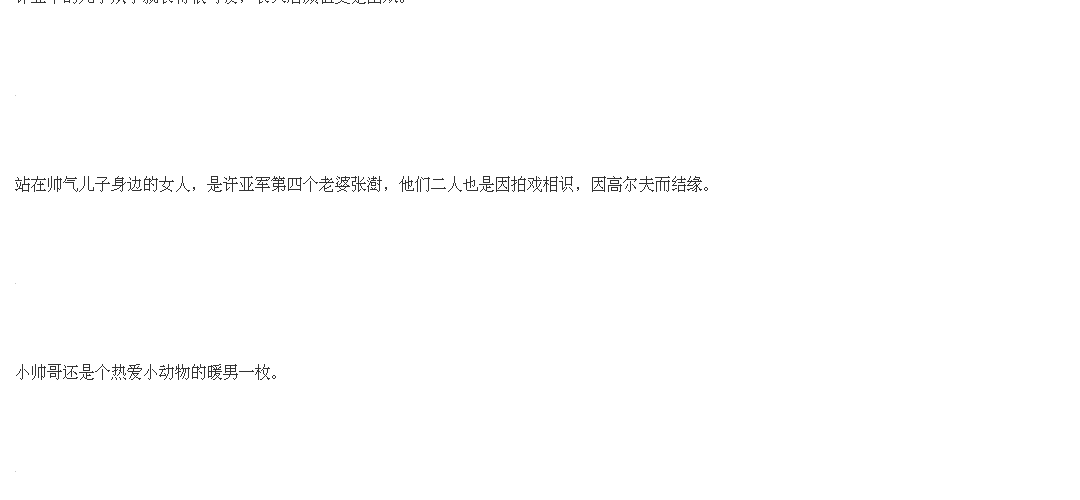 站在帅气儿子身边的女人，是许亚军第四个老婆张澍，他们二人也是因拍戏相识，因高尔夫而结缘。
小帅哥还是个热爱小动物的暖男一枚。